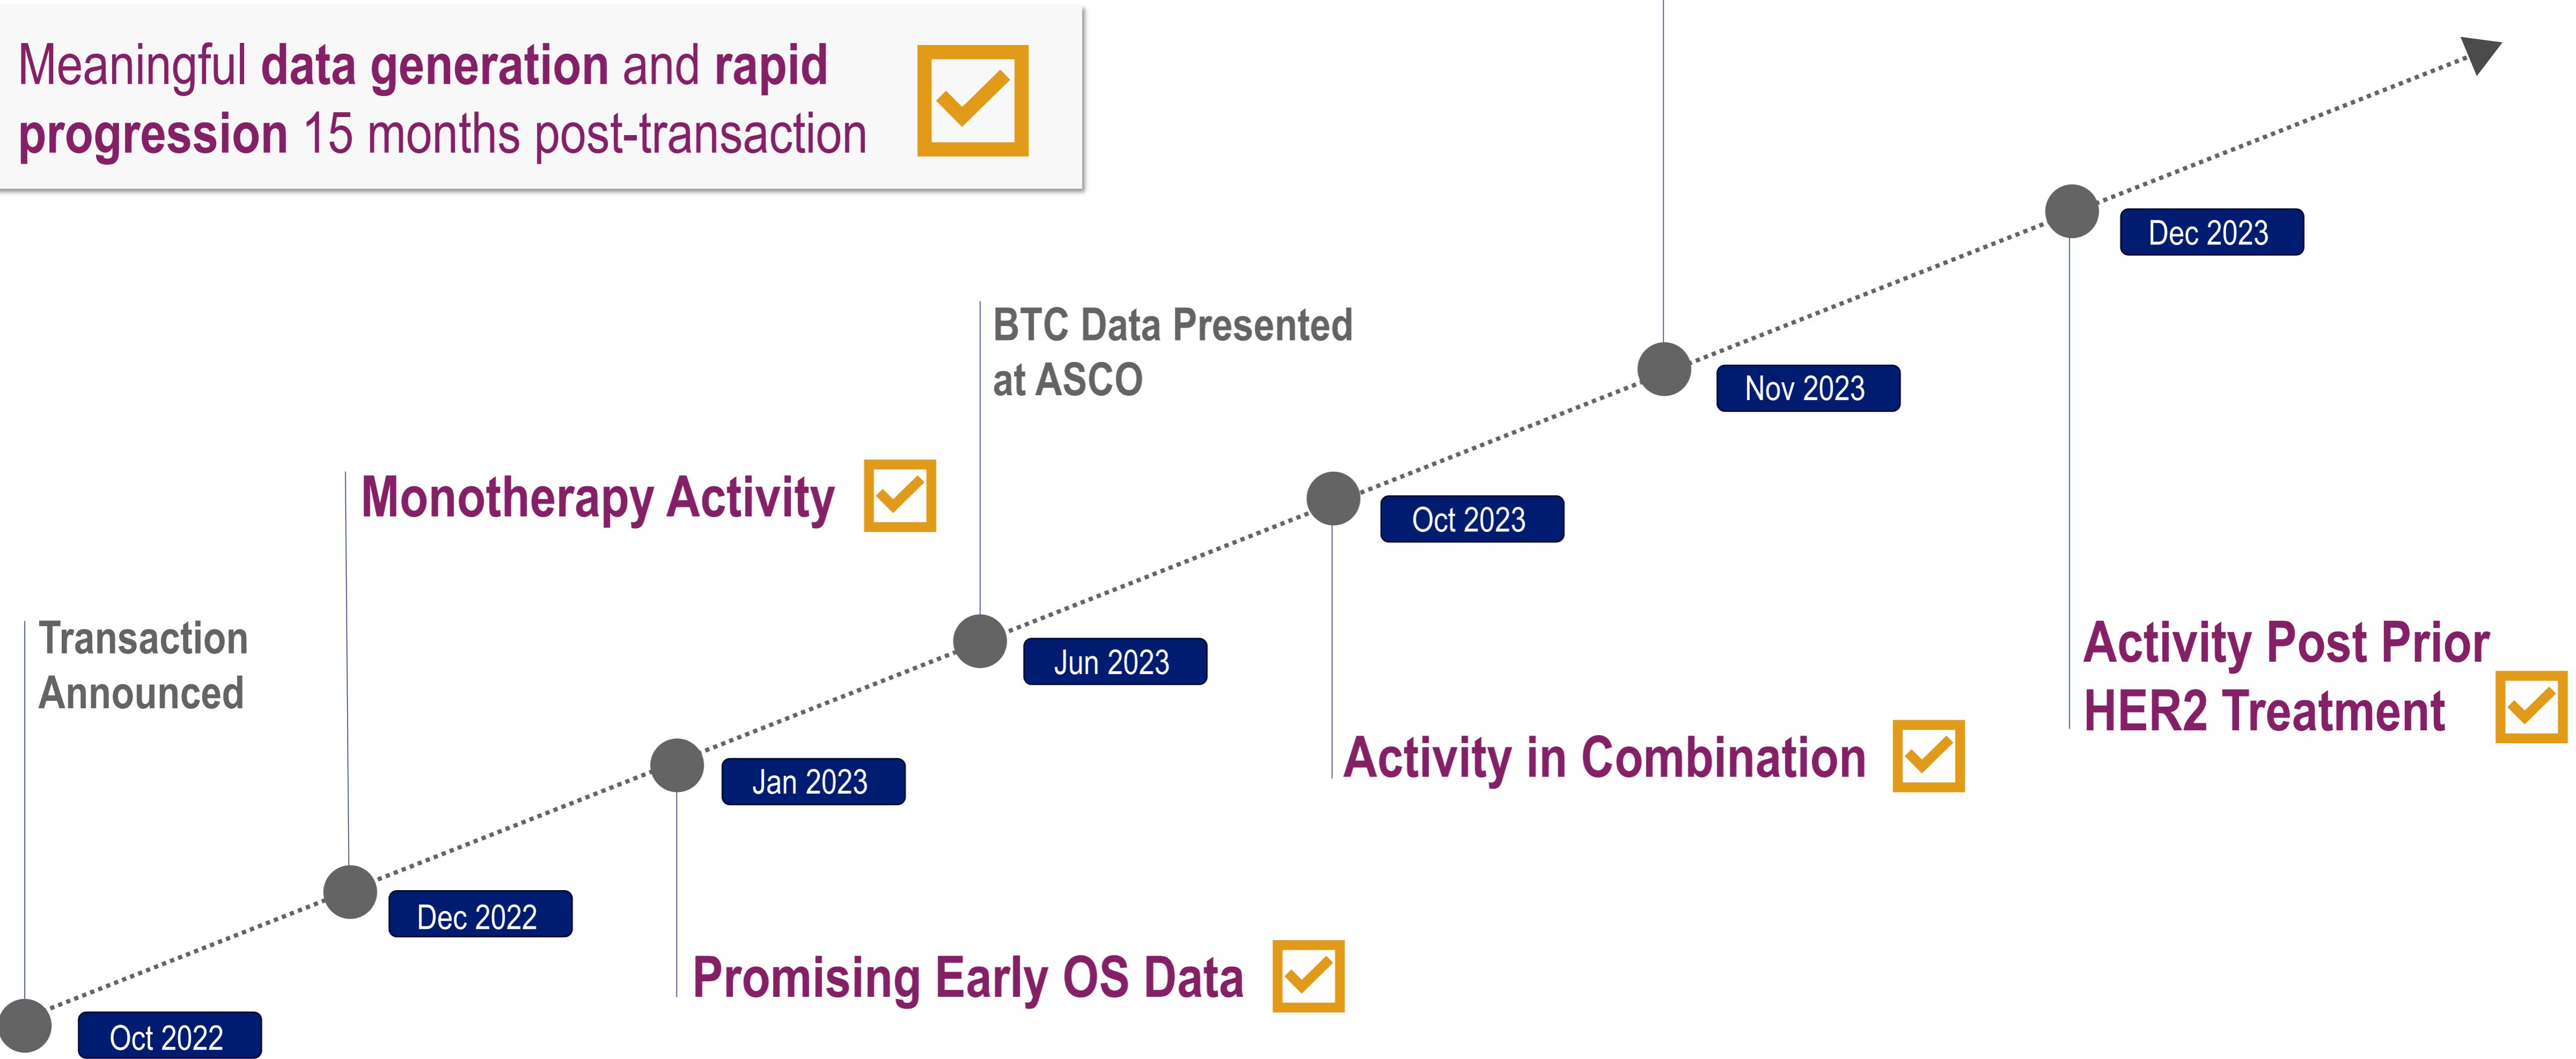 Meaningful data generation and rapid
progression 15 months post-transaction
Dec 2023
BTC Data Presented
at ASCO
Nov 2023
Monotherapy Activity
Oct 2023
Transaction
Announced
Jun 2023
Activity Post Prior
HER2 Treatment
Activity in Combination
Jan 2023
Dec 2022
Promising Early OS Data
Oct 2022